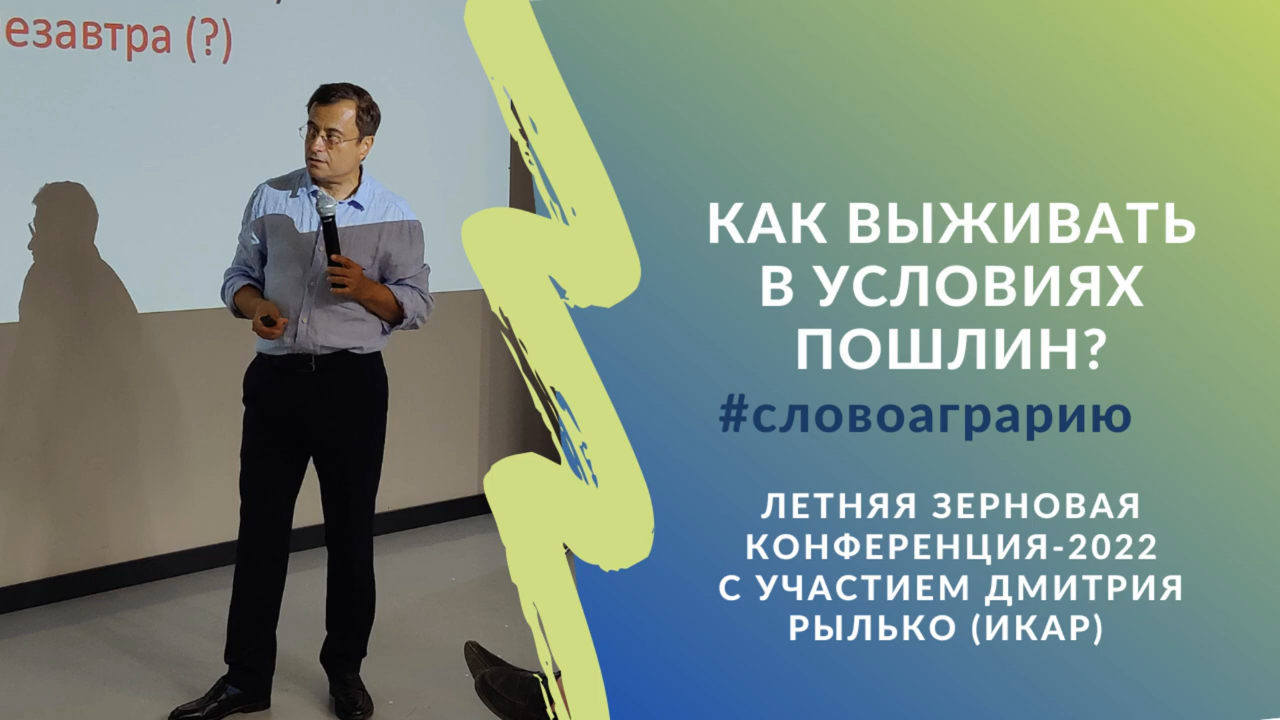 езавтра (?)
КАК ВЫЖИВАТЬ
В УСЛОВИЯХ
ПОШЛИН?
#словоаграрию
ЛЕТНЯЯ ЗЕРНОВАЯ
КОНФЕРЕНЦИЯ-2022
С УЧАСТИЕМ ДМИТРИЯ
РЫЛЬКО (ИКАР)